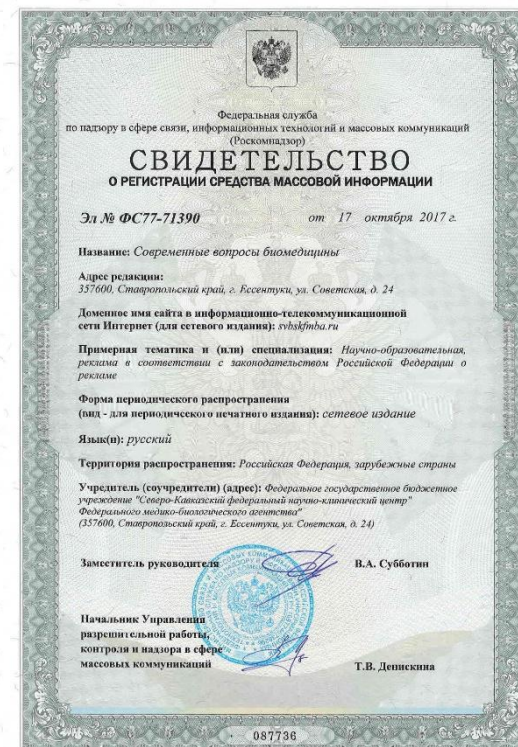 Федеральная служба
по надзору в сфере связи, информационных технологий и массовых коммуникаций
(Роскомнадзор)
СВИДЕТЕЛЬСТВО
О РЕГИСТРАЦИИ СРЕДСТВА МАССОВОЙ ИНФОРМАЦИИ
Эл № ФС77-71390 от 17 октября 2017 г.
Название: Современные вопросы биомедицины
Адрес редакции:
357600, Ставропольский край, г. Ессентуки, ул. Советская, д. 24
Доменное имя сайта в информационно-телекоммуникационной
сети Интернет (для сетевого издания): svbskfmba.ru
Примерная тематика и (или) специализация: Научно-образовательная,
реклама в соответствии с законодательством Российской Федерации о
рекламе
Форма периодического распространения
(вид - для периодического печатного издания): сетевое издание
Язык(и): русский
Территория распространения: Российская Федерация, зарубежные страны
Учредитель (соучредители) (адрес): Федеральное государственное бюджетное
учреждение "Северо-Кавказский федеральный научно-клинический центр"
Федерального медико-биологического агентства"
(357600, Ставропольский край, г. Ессентуки, ул. Советская, д. 24)
Заместитель руководителя В.А. Субботин
Начальник Управления
разрешительной работы,
контроля и надзора в сфере
массовых коммуникаций Т.В. Денискина
087736